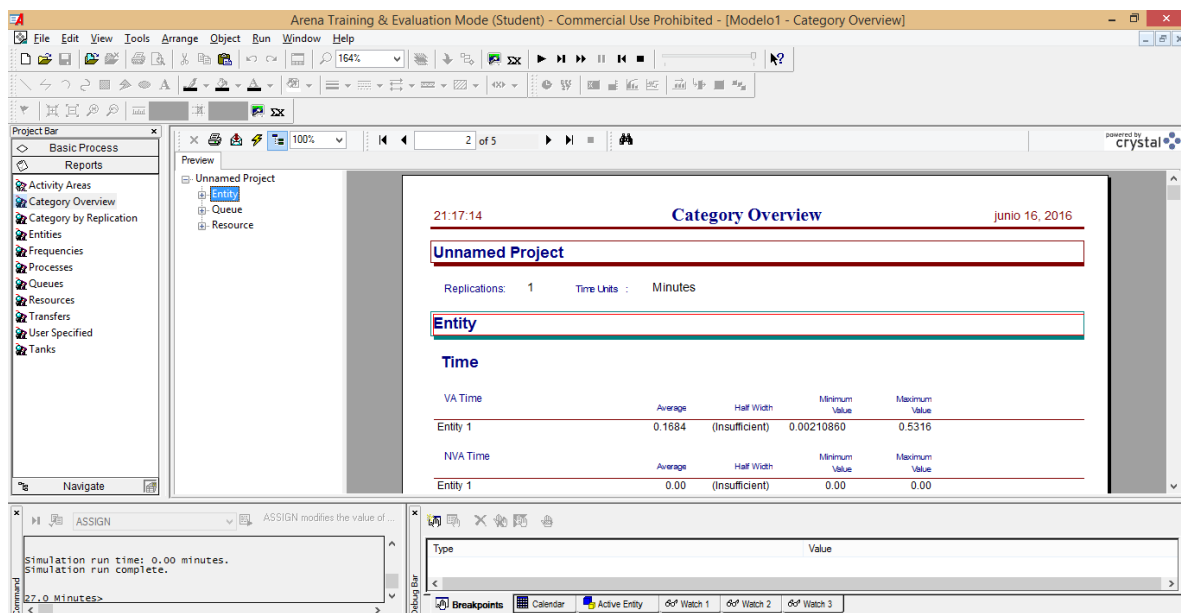 Arena Training & Evaluation Mode (Student) - Commercial Use Prohibited - [Modelo1 - Category Overview]
File Edit View Tools Arrange Object Run Window Help
164%
Project Bar
Basic Process
Reports
Activity Areas
Category Overview
Category by Replication
Entities
Frequencies
Processes
Queues
Resources
Transfers
User Specified
Tanks
Navigate
100%
2 of 5
powered by
crystal
Preview
Unnamed Project
Entity
Queue
Resource
21:17:14 Category Overview junio 16, 2016
Unnamed Project
Replications: 1 Time Units : Minutes
Entity
Time
VA Time Average Half Width Minimum Value Maximum Value
Entity 1 0.1684 (Insufficient) 0.00210860 0.5316
NVA Time Average Half Width Minimum Value Maximum Value
Entity 1 0.00 (Insufficient) 0.00 0.00
ASSIGN ASSIGN modifies the value of ...
Simulation run time: 0.00 minutes.
Simulation run complete.
27.0 Minutes>
Command
Debug Bar
Type Value
Breakpoints Calendar Active Entity Watch 1 Watch 2 Watch 3